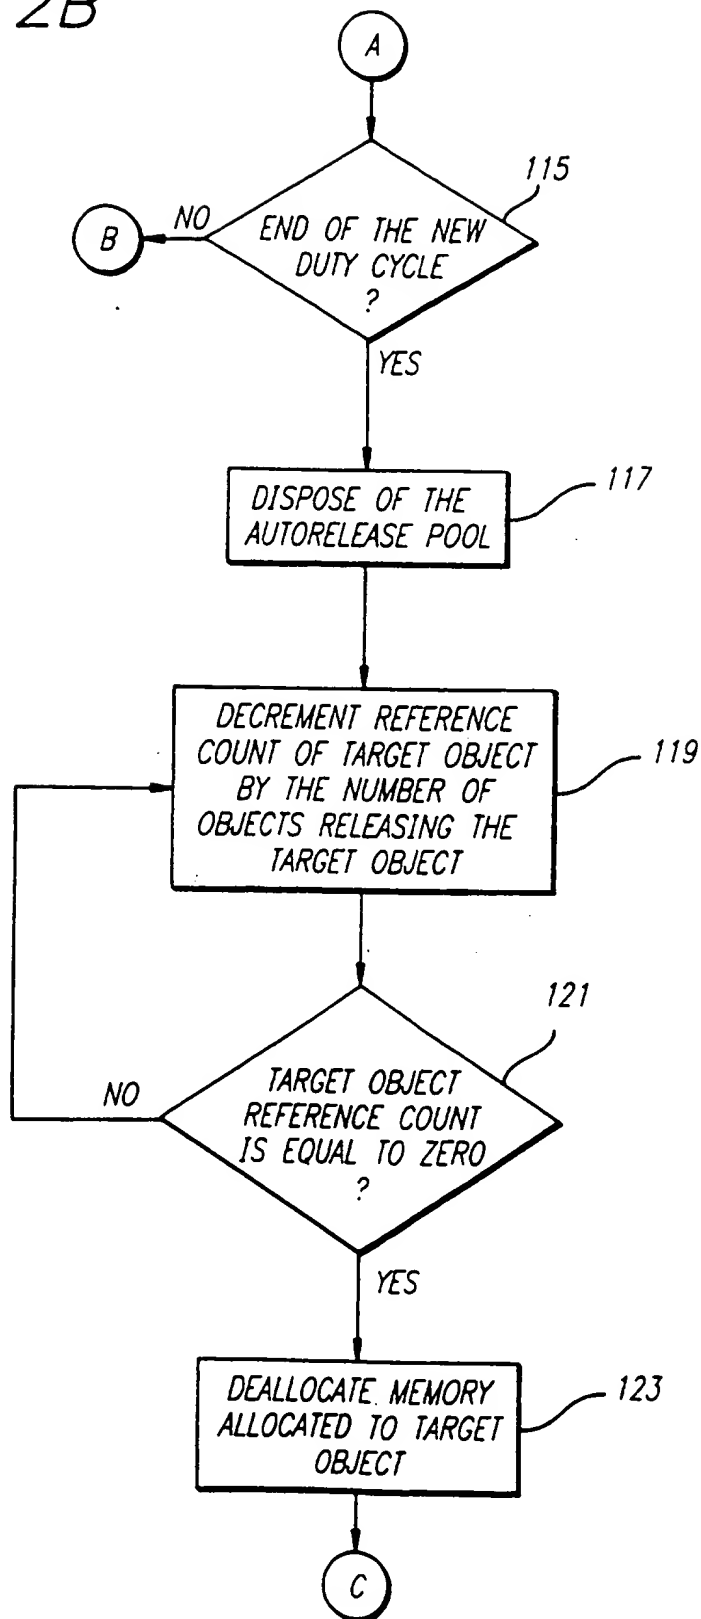 2B
A
115
NO
B
END OF THE NEW
DUTY CYCLE
?
YES
117
DISPOSE OF THE
AUTORELEASE POOL
DECREMENT REFERENCE
COUNT OF TARGET OBJECT
BY THE NUMBER OF
OBJECTS RELEASING THE
TARGET OBJECT
119
121
NO
TARGET OBJECT
REFERENCE COUNT
IS EQUAL TO ZERO
?
YES
DEALLOCATE MEMORY
ALLOCATED TO TARGET
OBJECT
123
C